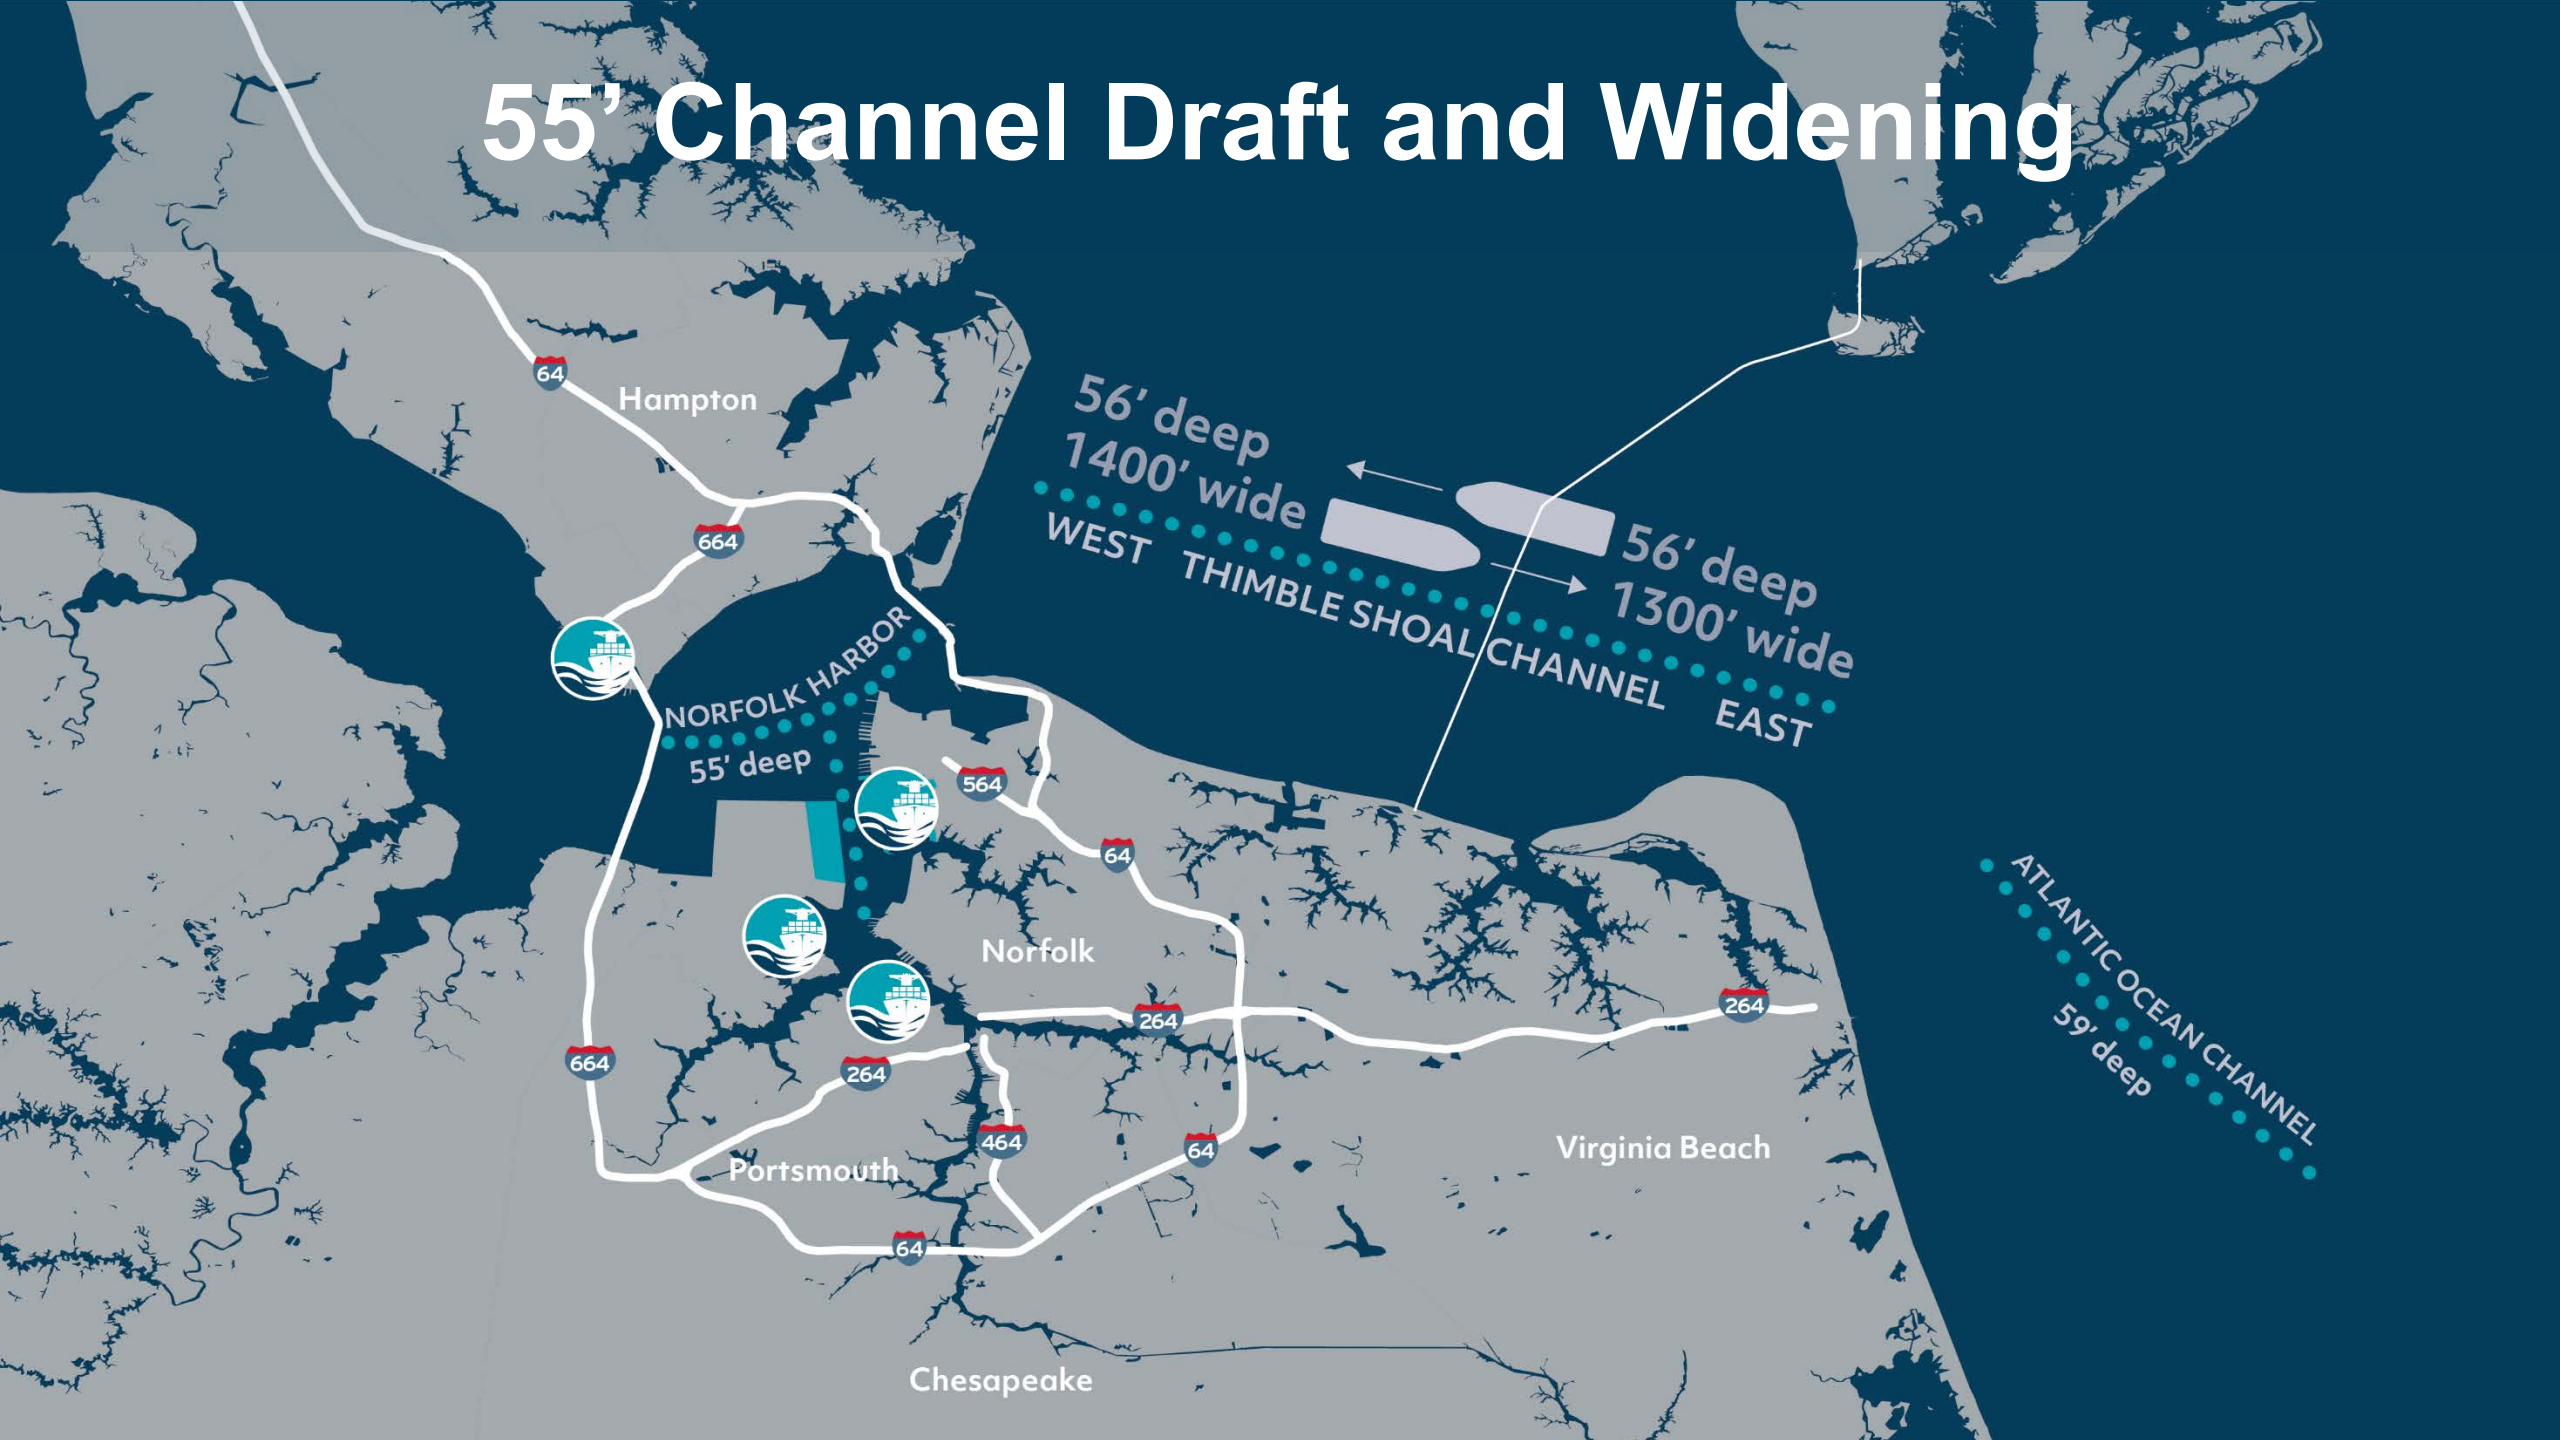 55’ Channel Draft and Widening
64
Hampton
56' deep
1400' wide
664
56' deep
1300' wide
WEST THIMBLE SHOAL CHANNEL EAST
NORFOLK HARBOR
55' deep
564
64
ATLANTIC OCEAN CHANNEL
59' deep
Norfolk
264
264
664
264
464
64
Virginia Beach
Portsmouth
64
Chesapeake